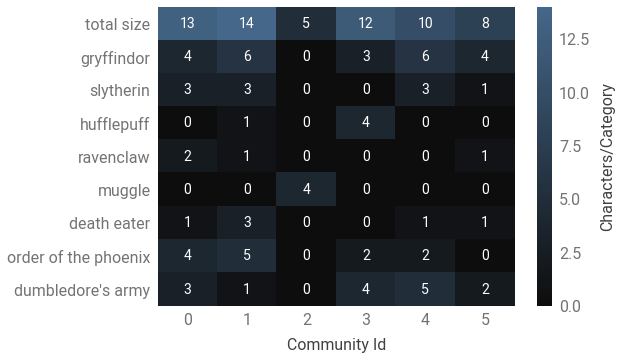 total size 13 14 5 12 10 8
gryffindor 4 6 0 3 6 4
slytherin 3 3 0 0 3 1
hufflepuff 0 1 0 4 0 0
ravenclaw 2 1 0 0 0 1
muggle 0 0 4 0 0 0
death eater 1 3 0 0 1 1
order of the phoenix 4 5 0 2 2 0
dumbledore's army 3 1 0 4 5 2
0 1 2 3 4 5
Community Id
12.5
10.0
7.5
5.0
2.5
0.0
Characters/Category